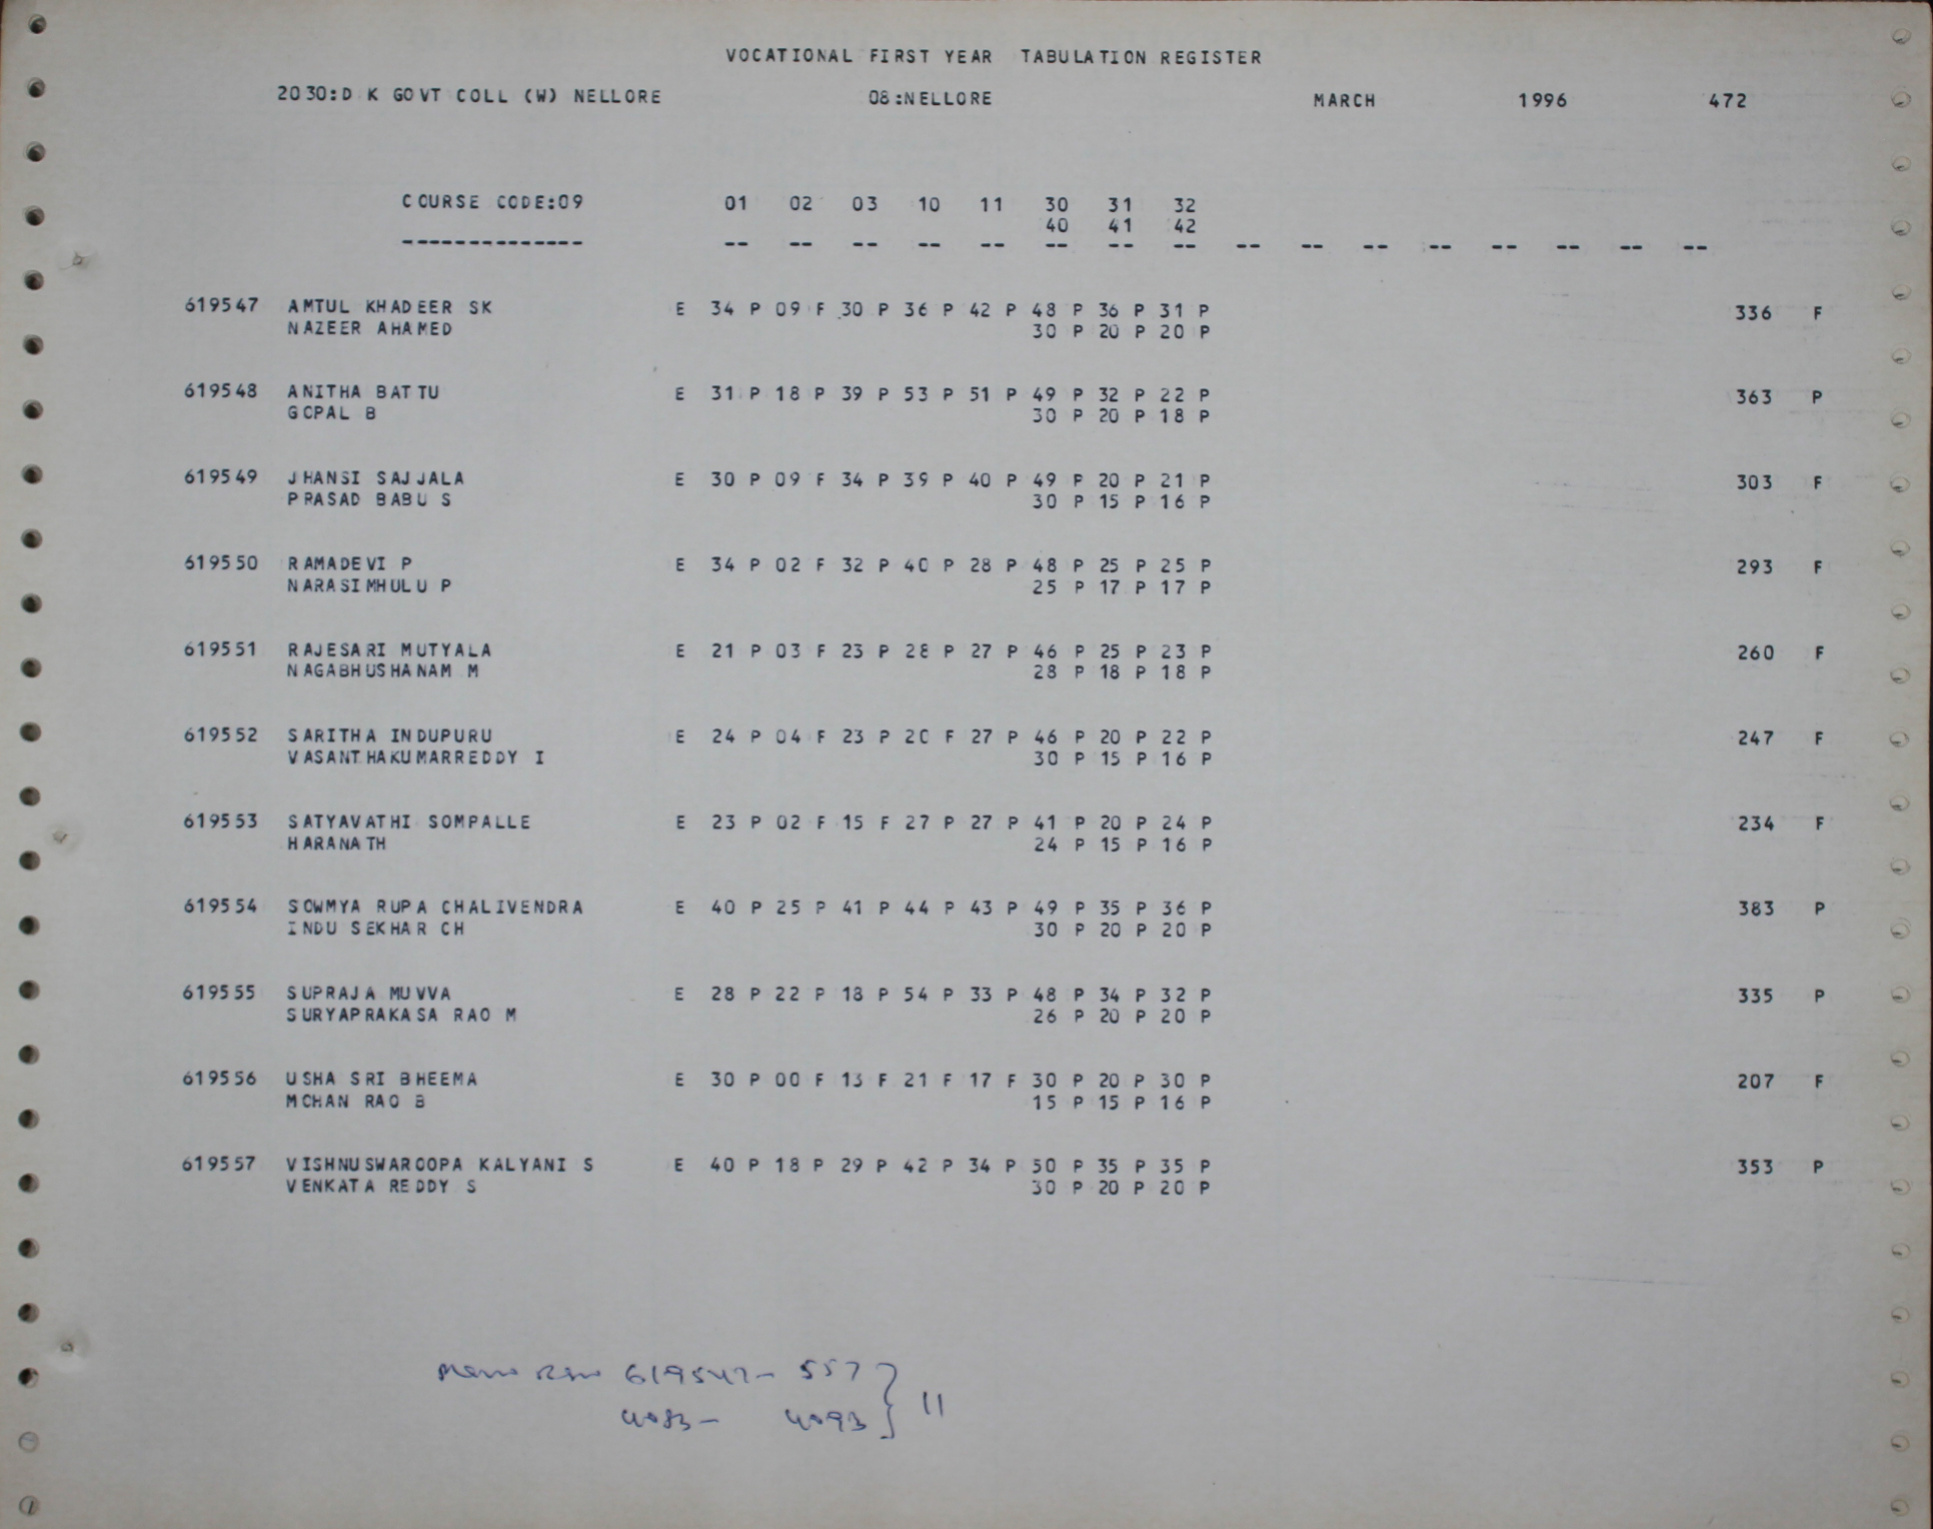 VOCATIONAL FIRST YEAR TABULATION REGISTER
2030:D K GOVT COLL (W) NELLORE 08:NELLORE MARCH 1996 472
COURSE CODE:09 01 02 03 10 11 30 31 32
40 41 42
-------------- -- -- -- -- -- -- -- -- -- -- -- -- -- -- -- --
619547 AMTUL KHADEER SK E 34 P 09 F 30 P 36 P 42 P 48 P 36 P 31 P 336 F
NAZEER AHAMED 30 P 20 P 20 P
619548 ANITHA BATTU E 31 P 18 P 39 P 53 P 51 P 49 P 32 P 22 P 363 P
GOPAL B 30 P 20 P 18 P
619549 JHANSI SAJJALA E 30 P 09 F 34 P 39 P 40 P 49 P 20 P 21 P 303 F
PRASAD BABU S 30 P 15 P 16 P
619550 RAMADEVI P E 34 P 02 F 32 P 40 P 28 P 48 P 25 P 25 P 293 F
NARASIMHULU P 25 P 17 P 17 P
619551 RAJESARI MUTYALA E 21 P 03 F 23 P 28 P 27 P 46 P 25 P 23 P 260 F
NAGABHUSHANAM M 28 P 18 P 18 P
619552 SARITHA INDUPURU E 24 P 04 F 23 P 20 F 27 P 46 P 20 P 22 P 247 F
VASANTHAKUMARREDDY I 30 P 15 P 16 P
619553 SATYAVATHI SOMPALLE E 23 P 02 F 15 F 27 P 27 P 41 P 20 P 24 P 234 F
HARANATH 24 P 15 P 16 P
619554 SOWMYA RUPA CHALIVENDRA E 40 P 25 P 41 P 44 P 43 P 49 P 35 P 36 P 383 P
INDU SEKHAR CH 30 P 20 P 20 P
619555 SUPRAJA MUVVA E 28 P 22 P 18 P 54 P 33 P 48 P 34 P 32 P 335 P
SURYAPRAKASA RAO M 26 P 20 P 20 P
619556 USHA SRI BHEEMA E 30 P 00 F 13 F 21 F 17 F 30 P 20 P 30 P 207 F
MOHAN RAO B 15 P 15 P 16 P
619557 VISHNUSWAROOPA KALYANI S E 40 P 18 P 29 P 42 P 34 P 50 P 35 P 35 P 353 P
VENKATA REDDY S 30 P 20 P 20 P
619547 - 557 } 11
4083 - 4093